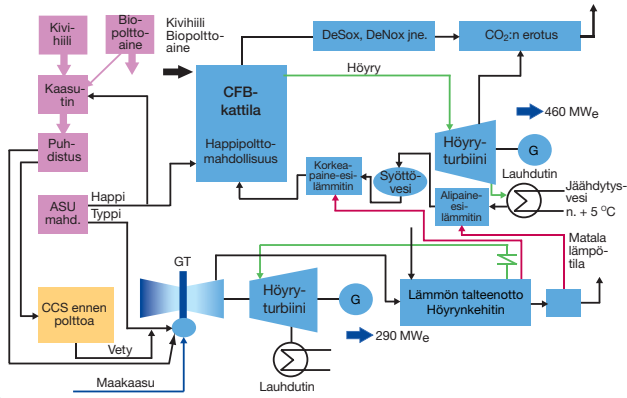 Kivi-
hiili
Bio-
poltto-
aine
Kivihiili
Biopoltto-
aine
DeSox, DeNox jne.
CO₂:n erotus
Höyry
Kaasu-
tin
CFB-
kattila
Happipoltto-
mahdollisuus
460 MWe
Höyry-
turbiini
G
Lauhdutin
Puh-
distus
Korkea-
paine-esi-
lämmitin
Syöttö-
vesi
Alipaine-
esi-
lämmitin
Jäähdytys-
vesi
n. + 5 °C
ASU
mahd.
Happi
Typpi
Matala
lämpö-
tila
GT
Höyry-
turbiini
G
Lämmön talteenotto
Höyrynkehitin
CCS ennen
polttoa
Vety
290 MWe
Maakaasu
Lauhdutin